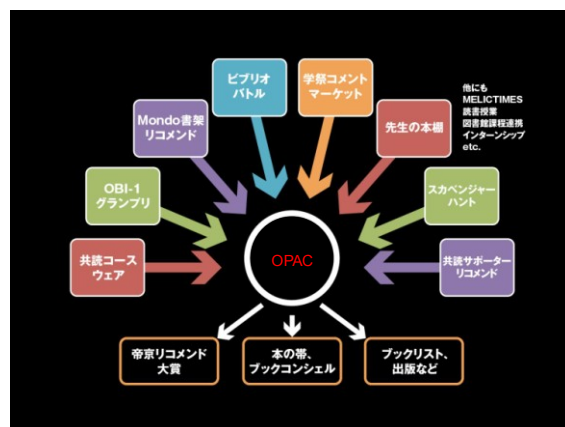 ビブリオ
バトル
学祭コメント
マーケット
他にも
MELICTIMES
読書授業
図書館課程連携
インターンシップ
etc.
Mondo書架
リコメンド
先生の本棚
OBI-1
グランプリ
スカベンジャー
ハント
共読コース
ウェア
OPAC
共読サポーター
リコメンド
帝京リコメンド
大賞
本の帯、
ブックコンシェル
ブックリスト、
出版など